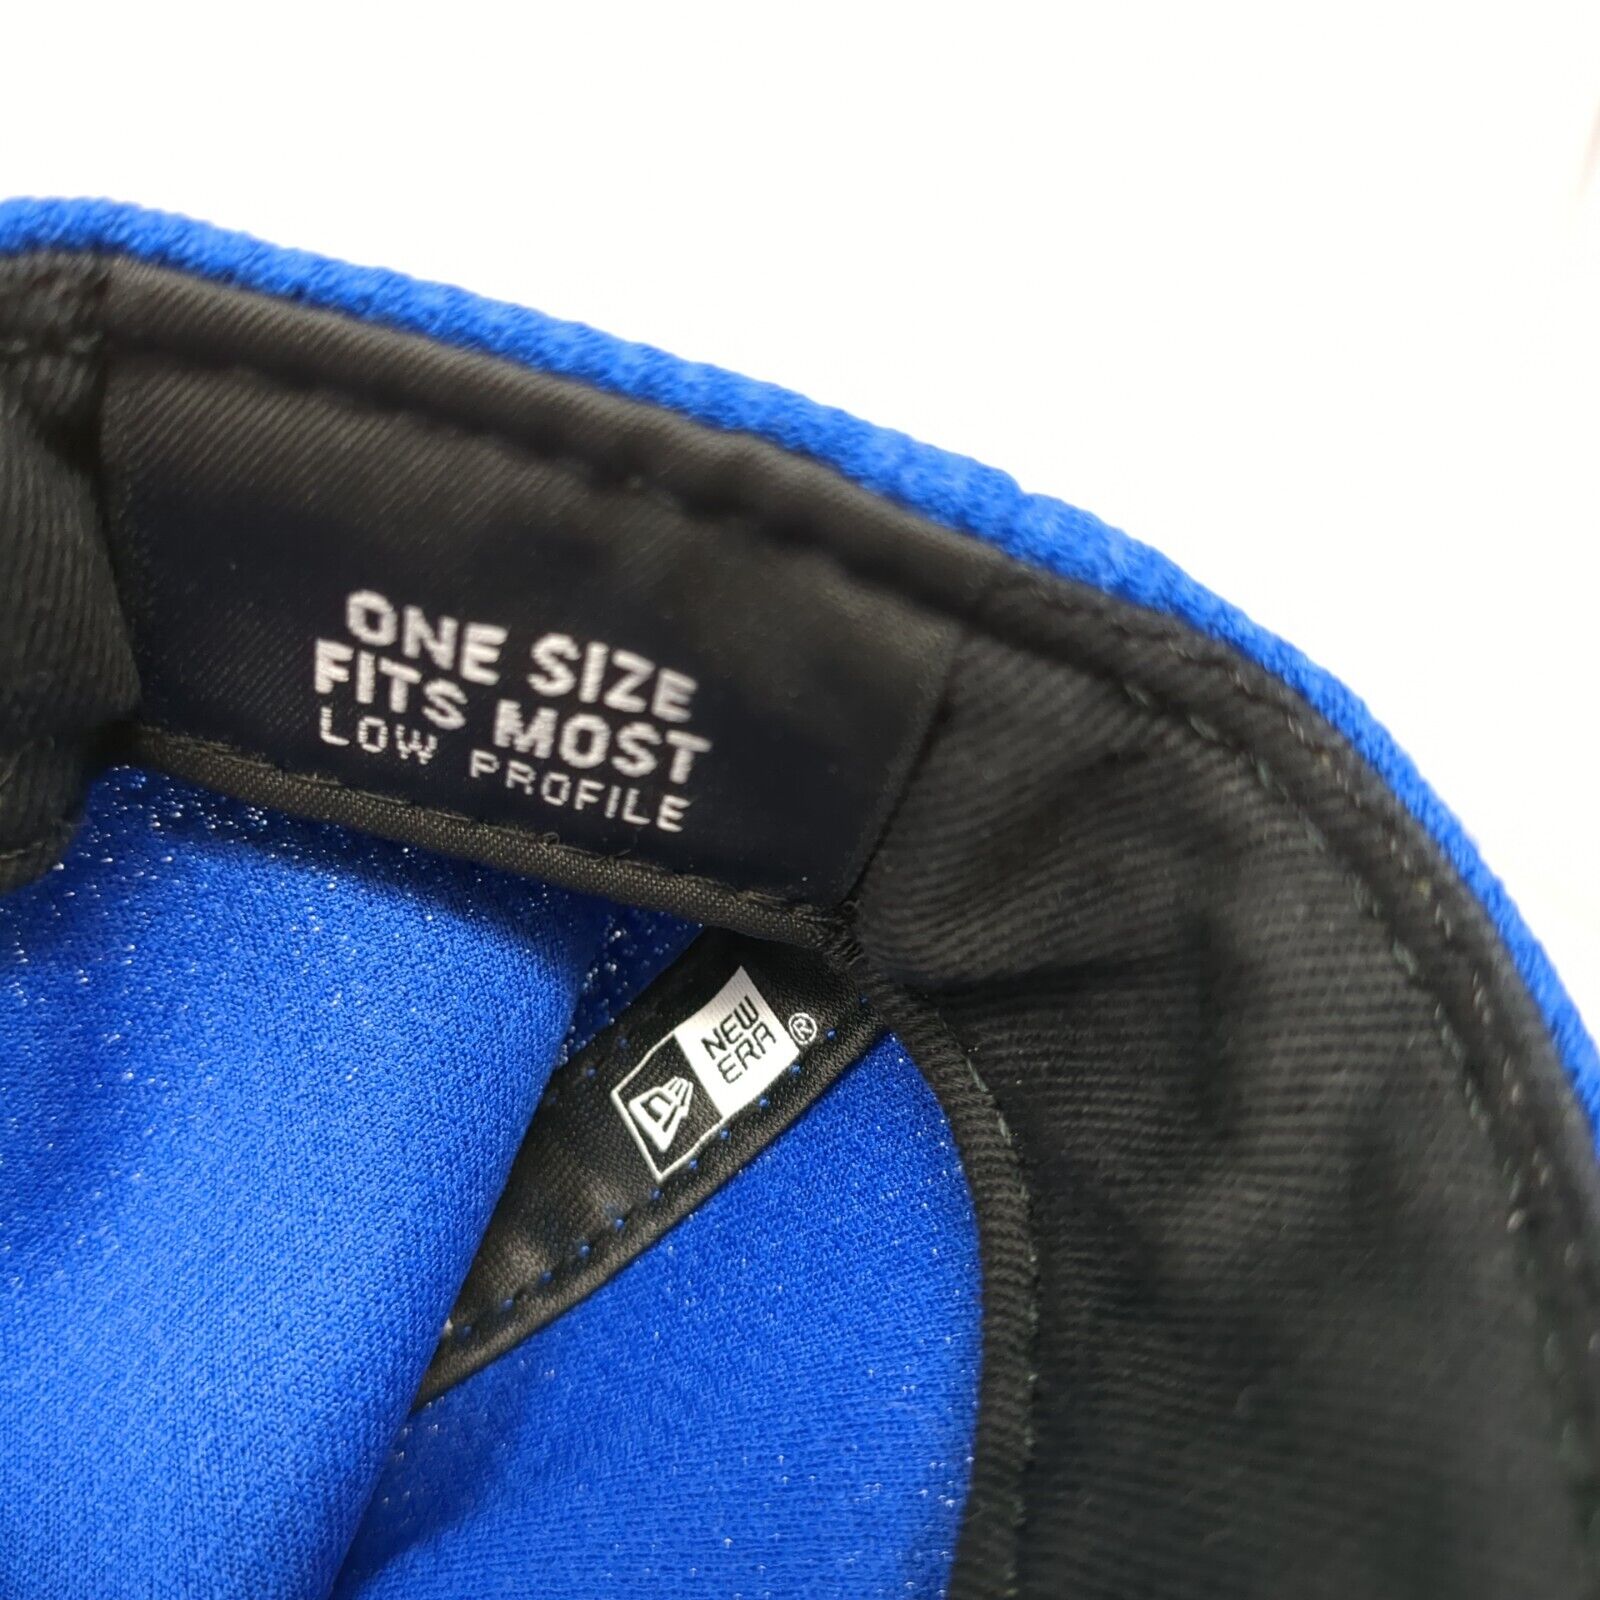 ONE SIZE
FITS MOST
LOW PROFILE
NEW
ERA®